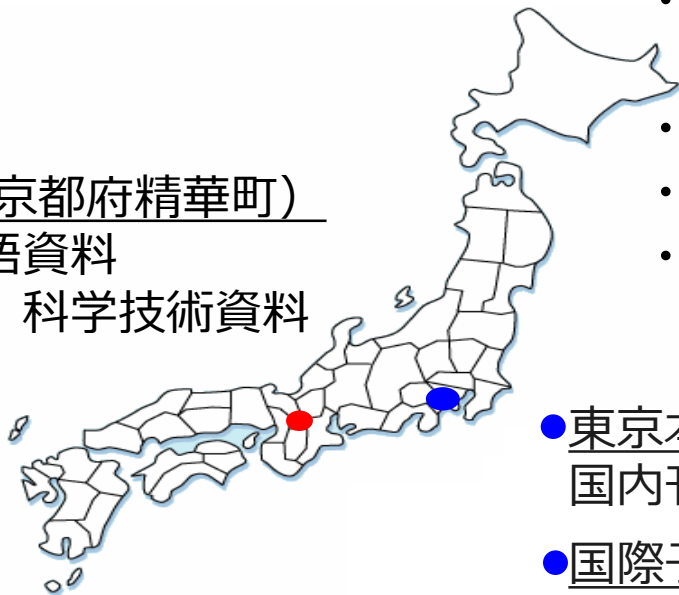 京都府精華町）
語資料
科学技術資料
東京
国内
国際